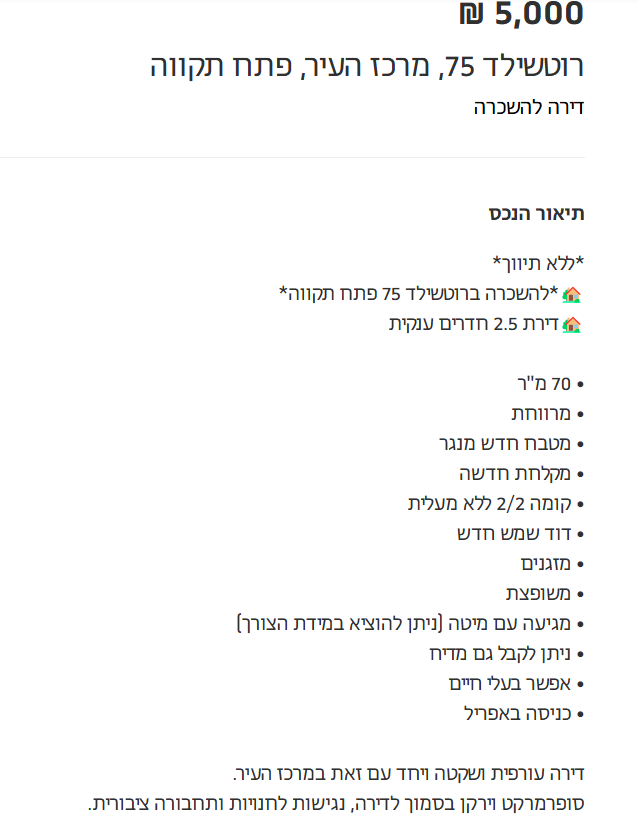 5,000 ₪
רוטשילד 75, מרכז העיר, פתח תקווה
דירה להשכרה
תיאור הנכס
*ללא תיווך*
🏠*להשכרה ברוטשילד 75 פתח תקווה*
🏠דירת 2.5 חדרים ענקית
• 70 מ"ר
• מרווחת
• מטבח חדש מנגר
• מקלחת חדשה
• קומה 2/2 ללא מעלית
• דוד שמש חדש
• מזגנים
• משופצת
• מגיעה עם מיטה (ניתן להוציא במידת הצורך)
• ניתן לקבל גם מדיח
• אפשר בעלי חיים
• כניסה באפריל
דירה עורפית ושקטה ויחד עם זאת במרכז העיר.
סופרמרקט וירקן בסמוך לדירה, נגישות לחנויות ותחבורה ציבורית.